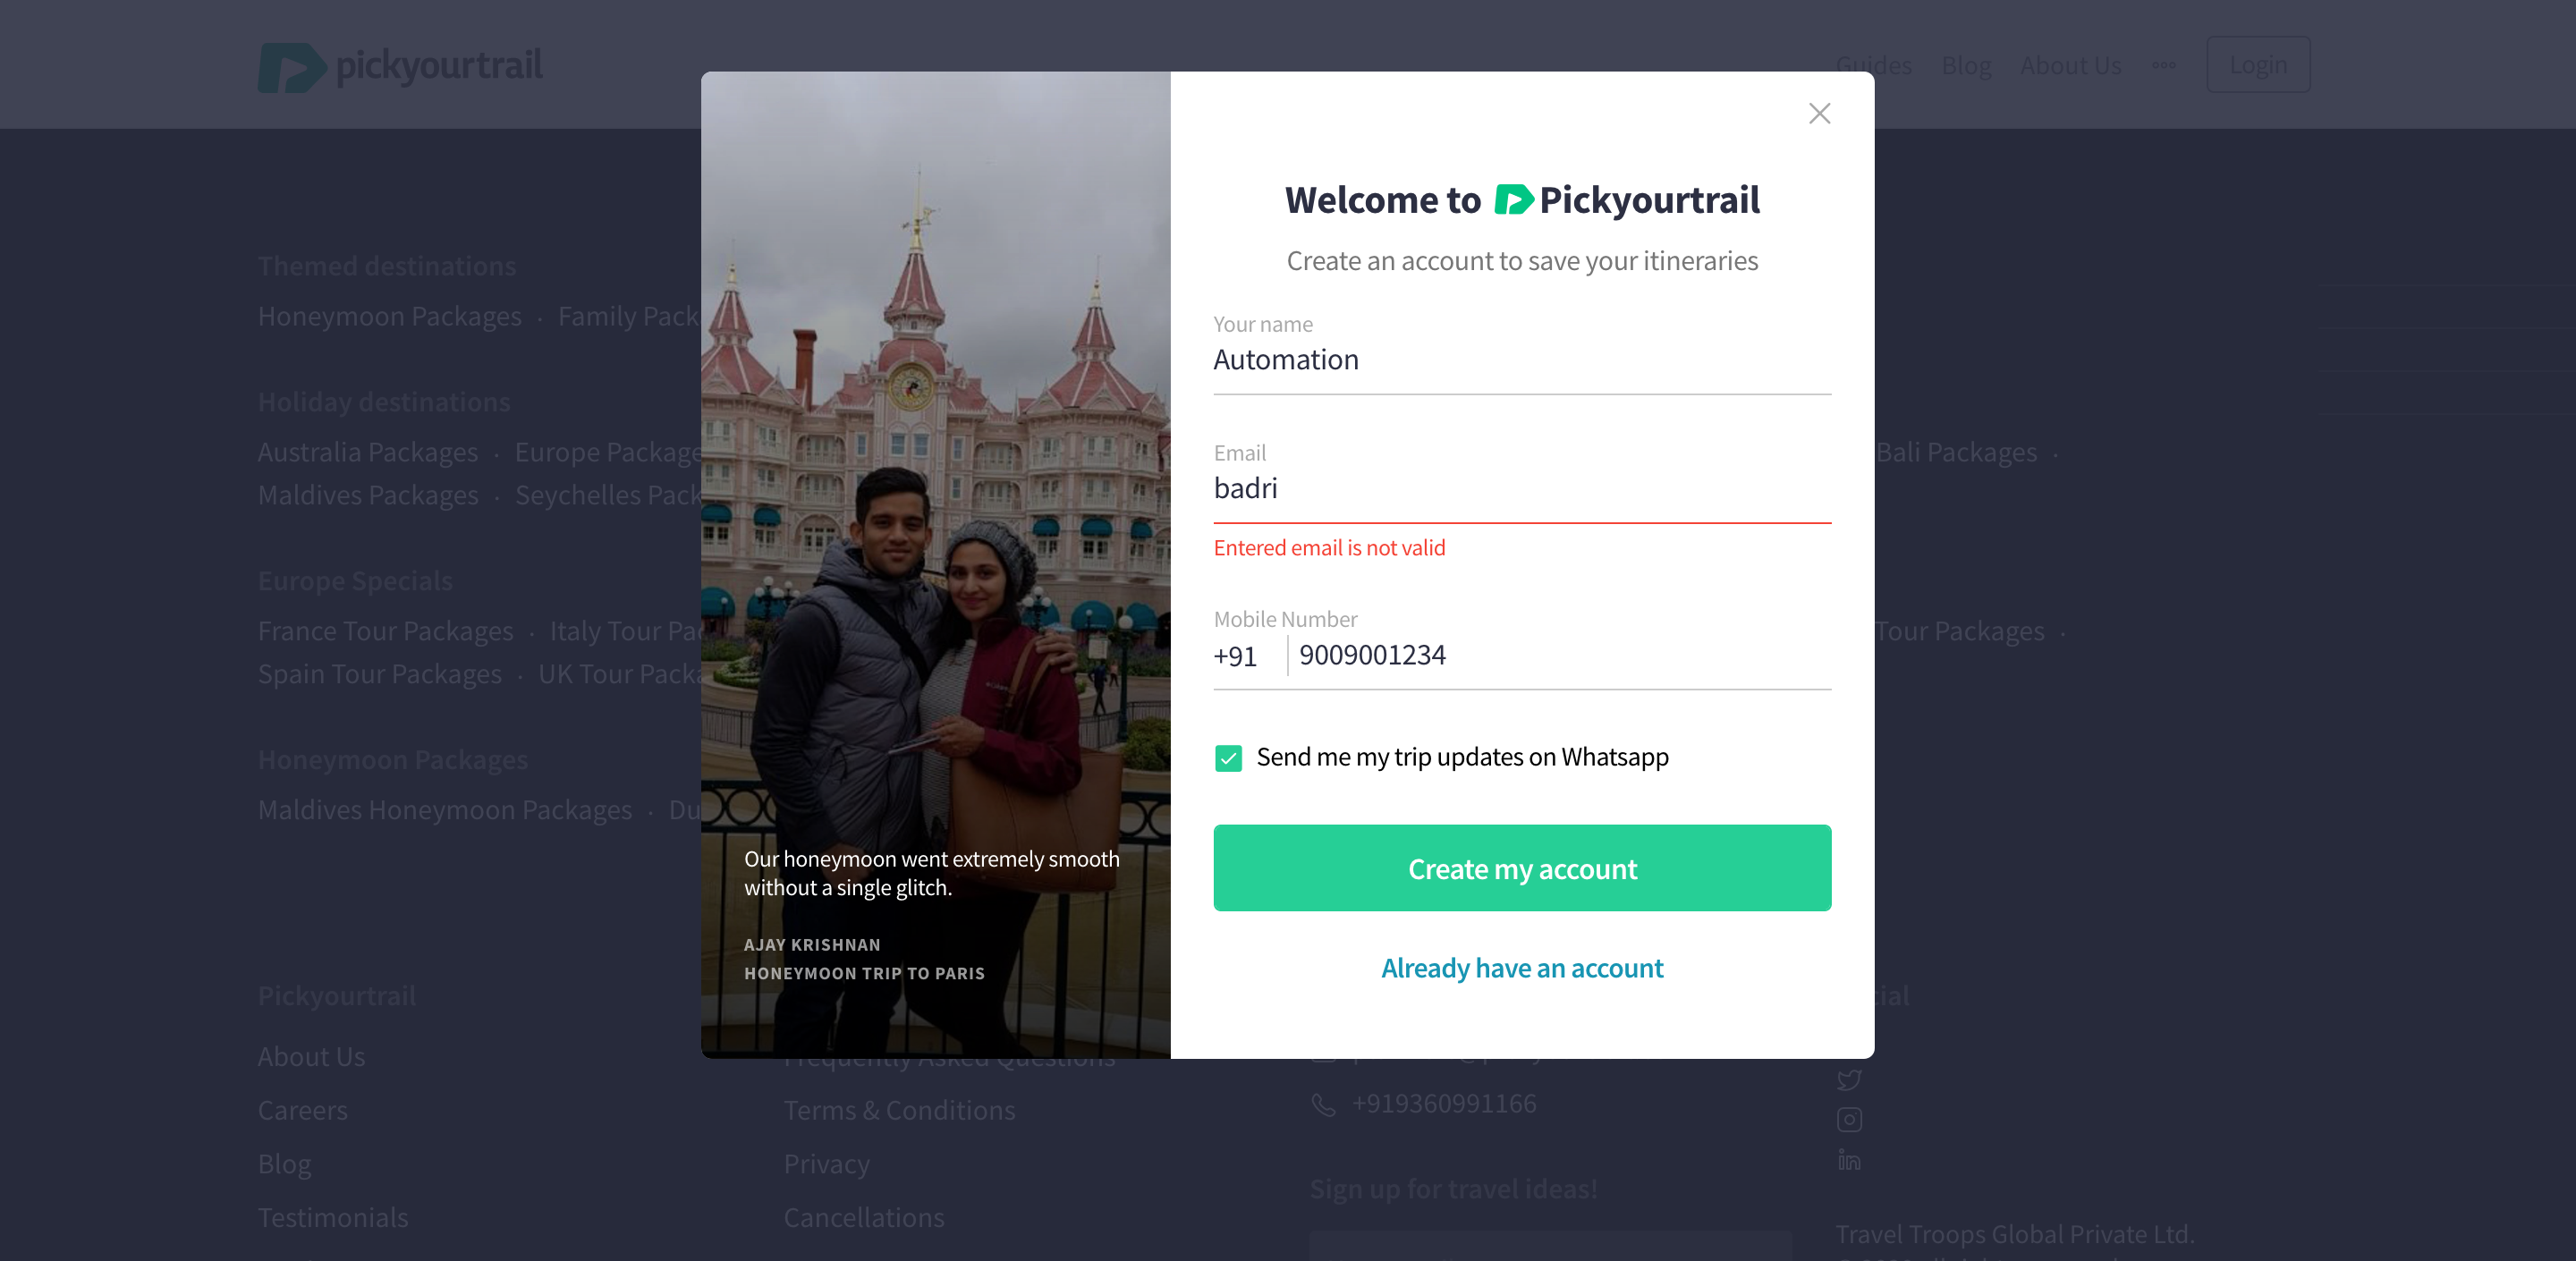 pickyourtrail
Guides Blog About Us Login
Welcome to Pickyourtrail
Create an account to save your itineraries
Your name
Automation
Email
badri
Entered email is not valid
Mobile Number
+91 9009001234
Send me my trip updates on Whatsapp
Create my account
Already have an account
Our honeymoon went extremely smooth
without a single glitch.
AJAY KRISHNAN
HONEYMOON TRIP TO PARIS
Themed destinations
Honeymoon Packages · Family Pack
Holiday destinations
Australia Packages · Europe Package
Bali Packages ·
Maldives Packages · Seychelles Pack
Europe Specials
France Tour Packages · Italy Tour Pac
Tour Packages ·
Spain Tour Packages · UK Tour Packa
Honeymoon Packages
Maldives Honeymoon Packages · Du
Pickyourtrail
About Us
Careers
Blog
Testimonials
Frequently Asked Questions
Terms & Conditions
Privacy
Cancellations
+919360991166
Sign up for travel ideas!
cial
Travel Troops Global Private Ltd.